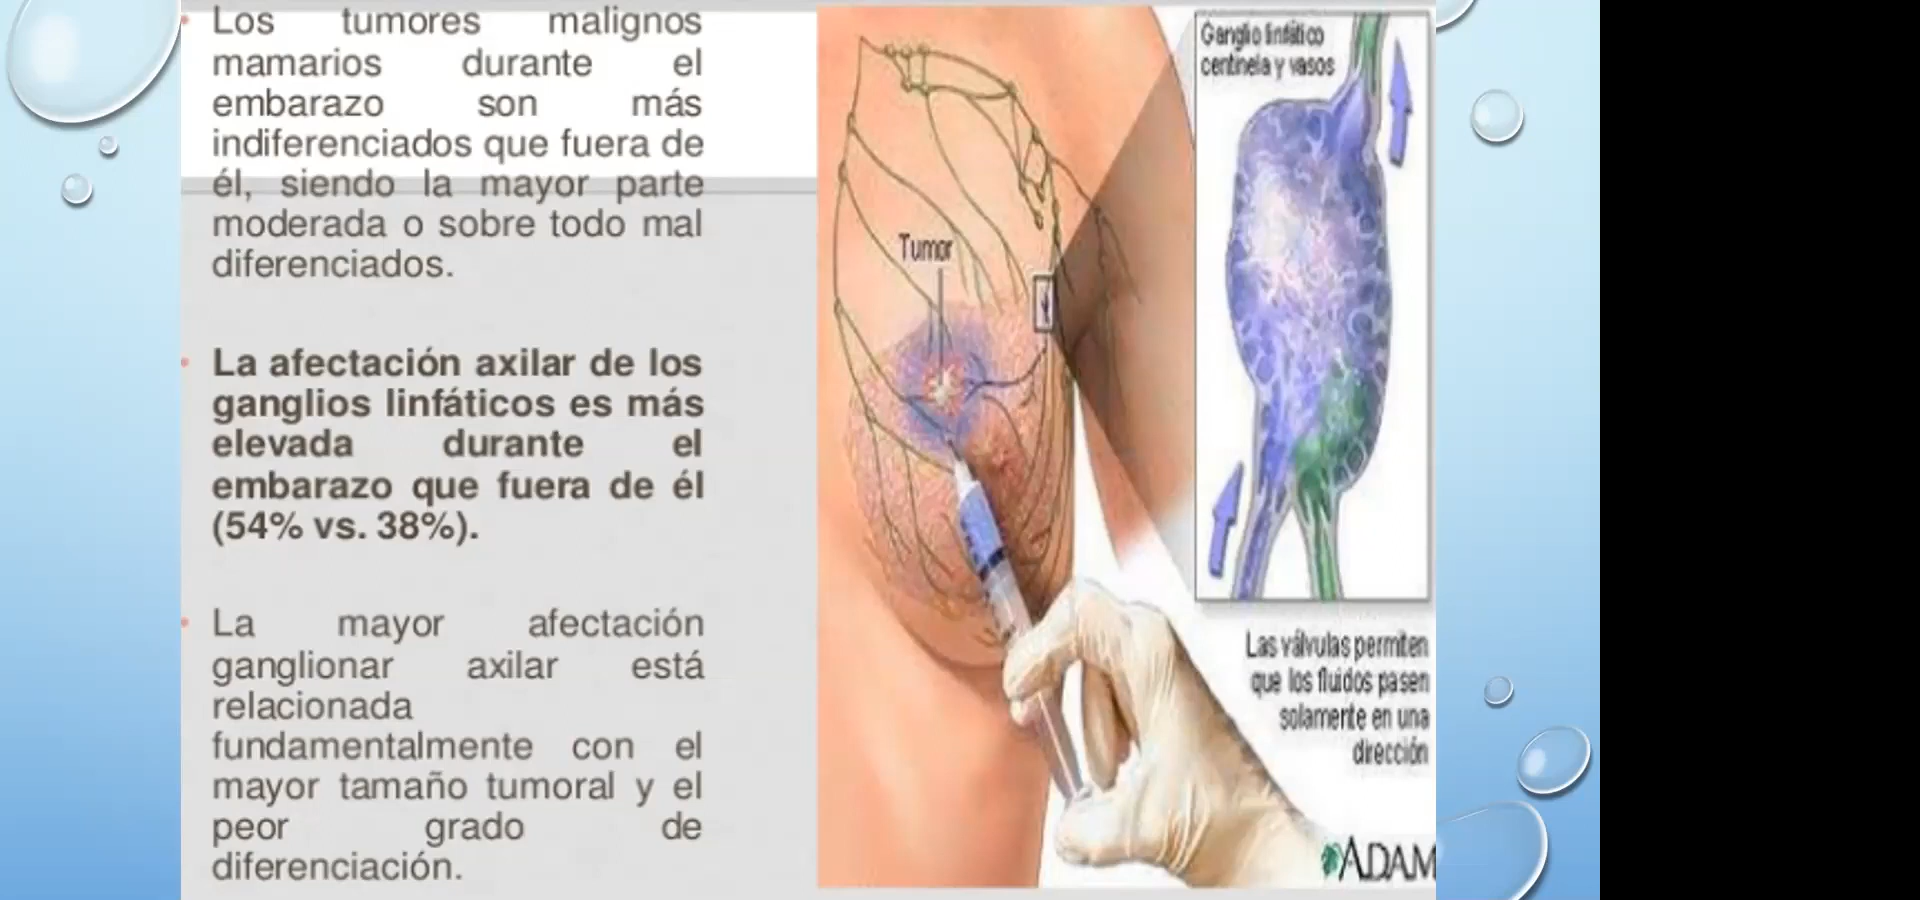 Los tumores malignos
mamarios durante el
embarazo son más
indiferenciados que fuera de
él, siendo la mayor parte
moderada o sobre todo mal
diferenciados.
La afectación axilar de los
ganglios linfáticos es más
elevada durante el
embarazo que fuera de él
(54% vs. 38%).
La mayor afectación
ganglionar axilar está
relacionada
fundamentalmente con el
mayor tamaño tumoral y el
peor grado de
diferenciación.
Tumor
Ganglio linfático
centinela y vasos
Las válvulas permiten
que los fluidos pasen
solamente en una
dirección
ADAM